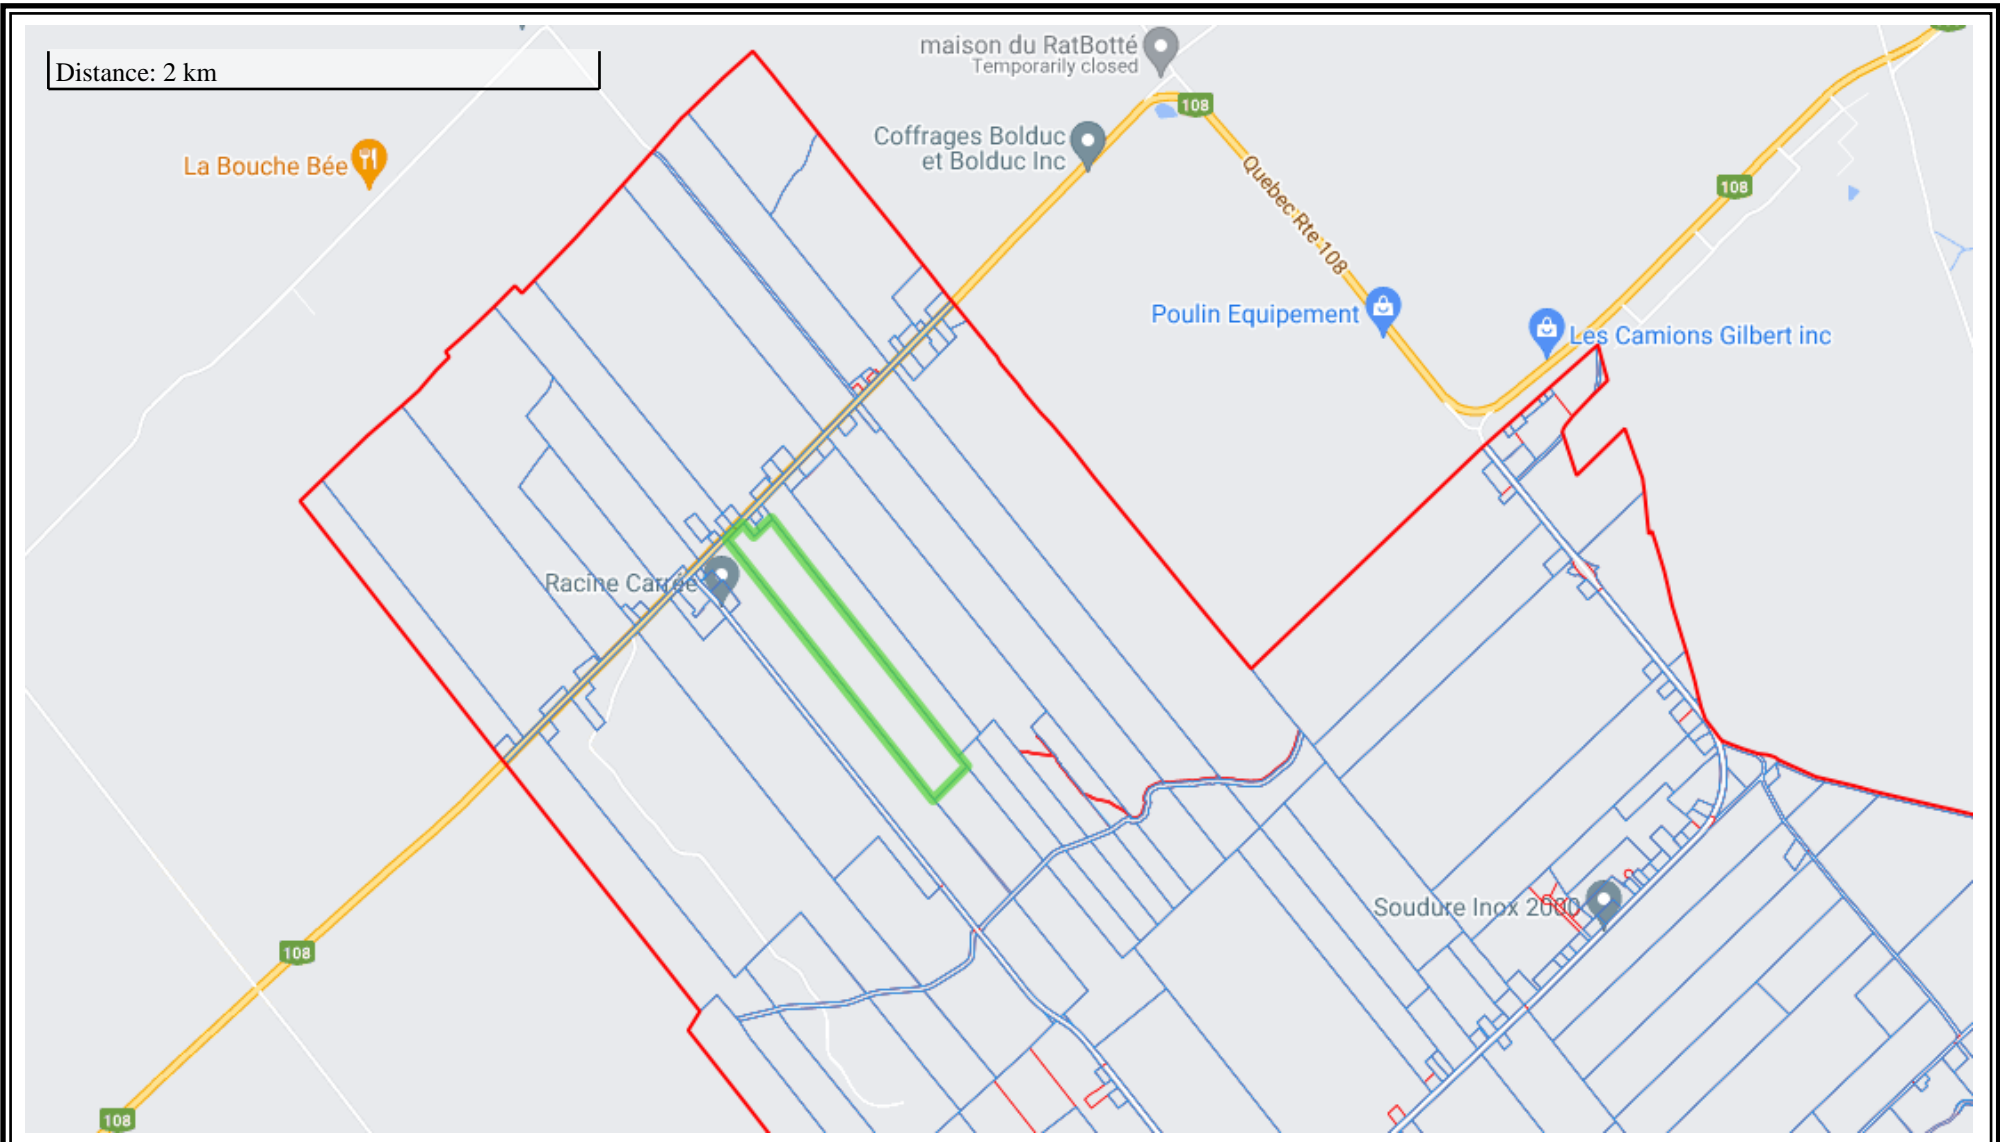 Distance: 2 km
maison du RatBotté
Temporarily closed
108
Coffrages Bolduc
et Bolduc Inc
La Bouche Bée
Quebec Rte 108
108
Poulin Equipement
Les Camions Gilbert inc
Racine Carrée
Soudure Inox 2000
108
108